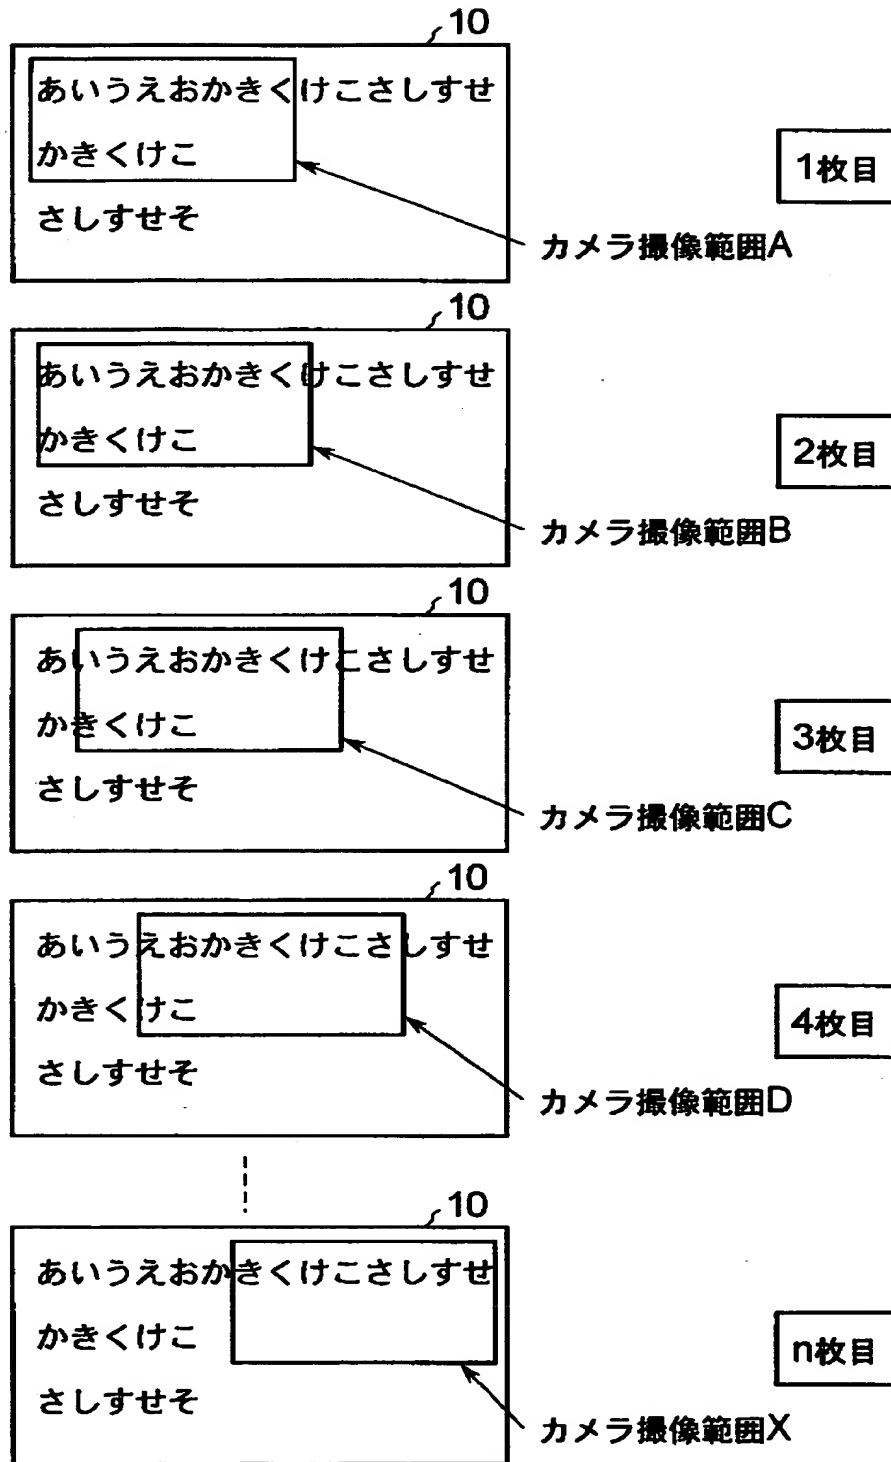 10
あいうえおかきくけこさしすせ
かきくけこ
さしすせそ
カメラ撮像範囲A
1枚目
10
あいうえおかきくけこさしすせ
かきくけこ
さしすせそ
カメラ撮像範囲B
2枚目
10
あいうえおかきくけこさしすせ
かきくけこ
さしすせそ
カメラ撮像範囲C
3枚目
10
あいうえおかきくけこさしすせ
かきくけこ
さしすせそ
カメラ撮像範囲D
4枚目
10
あいうえおかきくけこさしすせ
かきくけこ
さしすせそ
カメラ撮像範囲X
n枚目